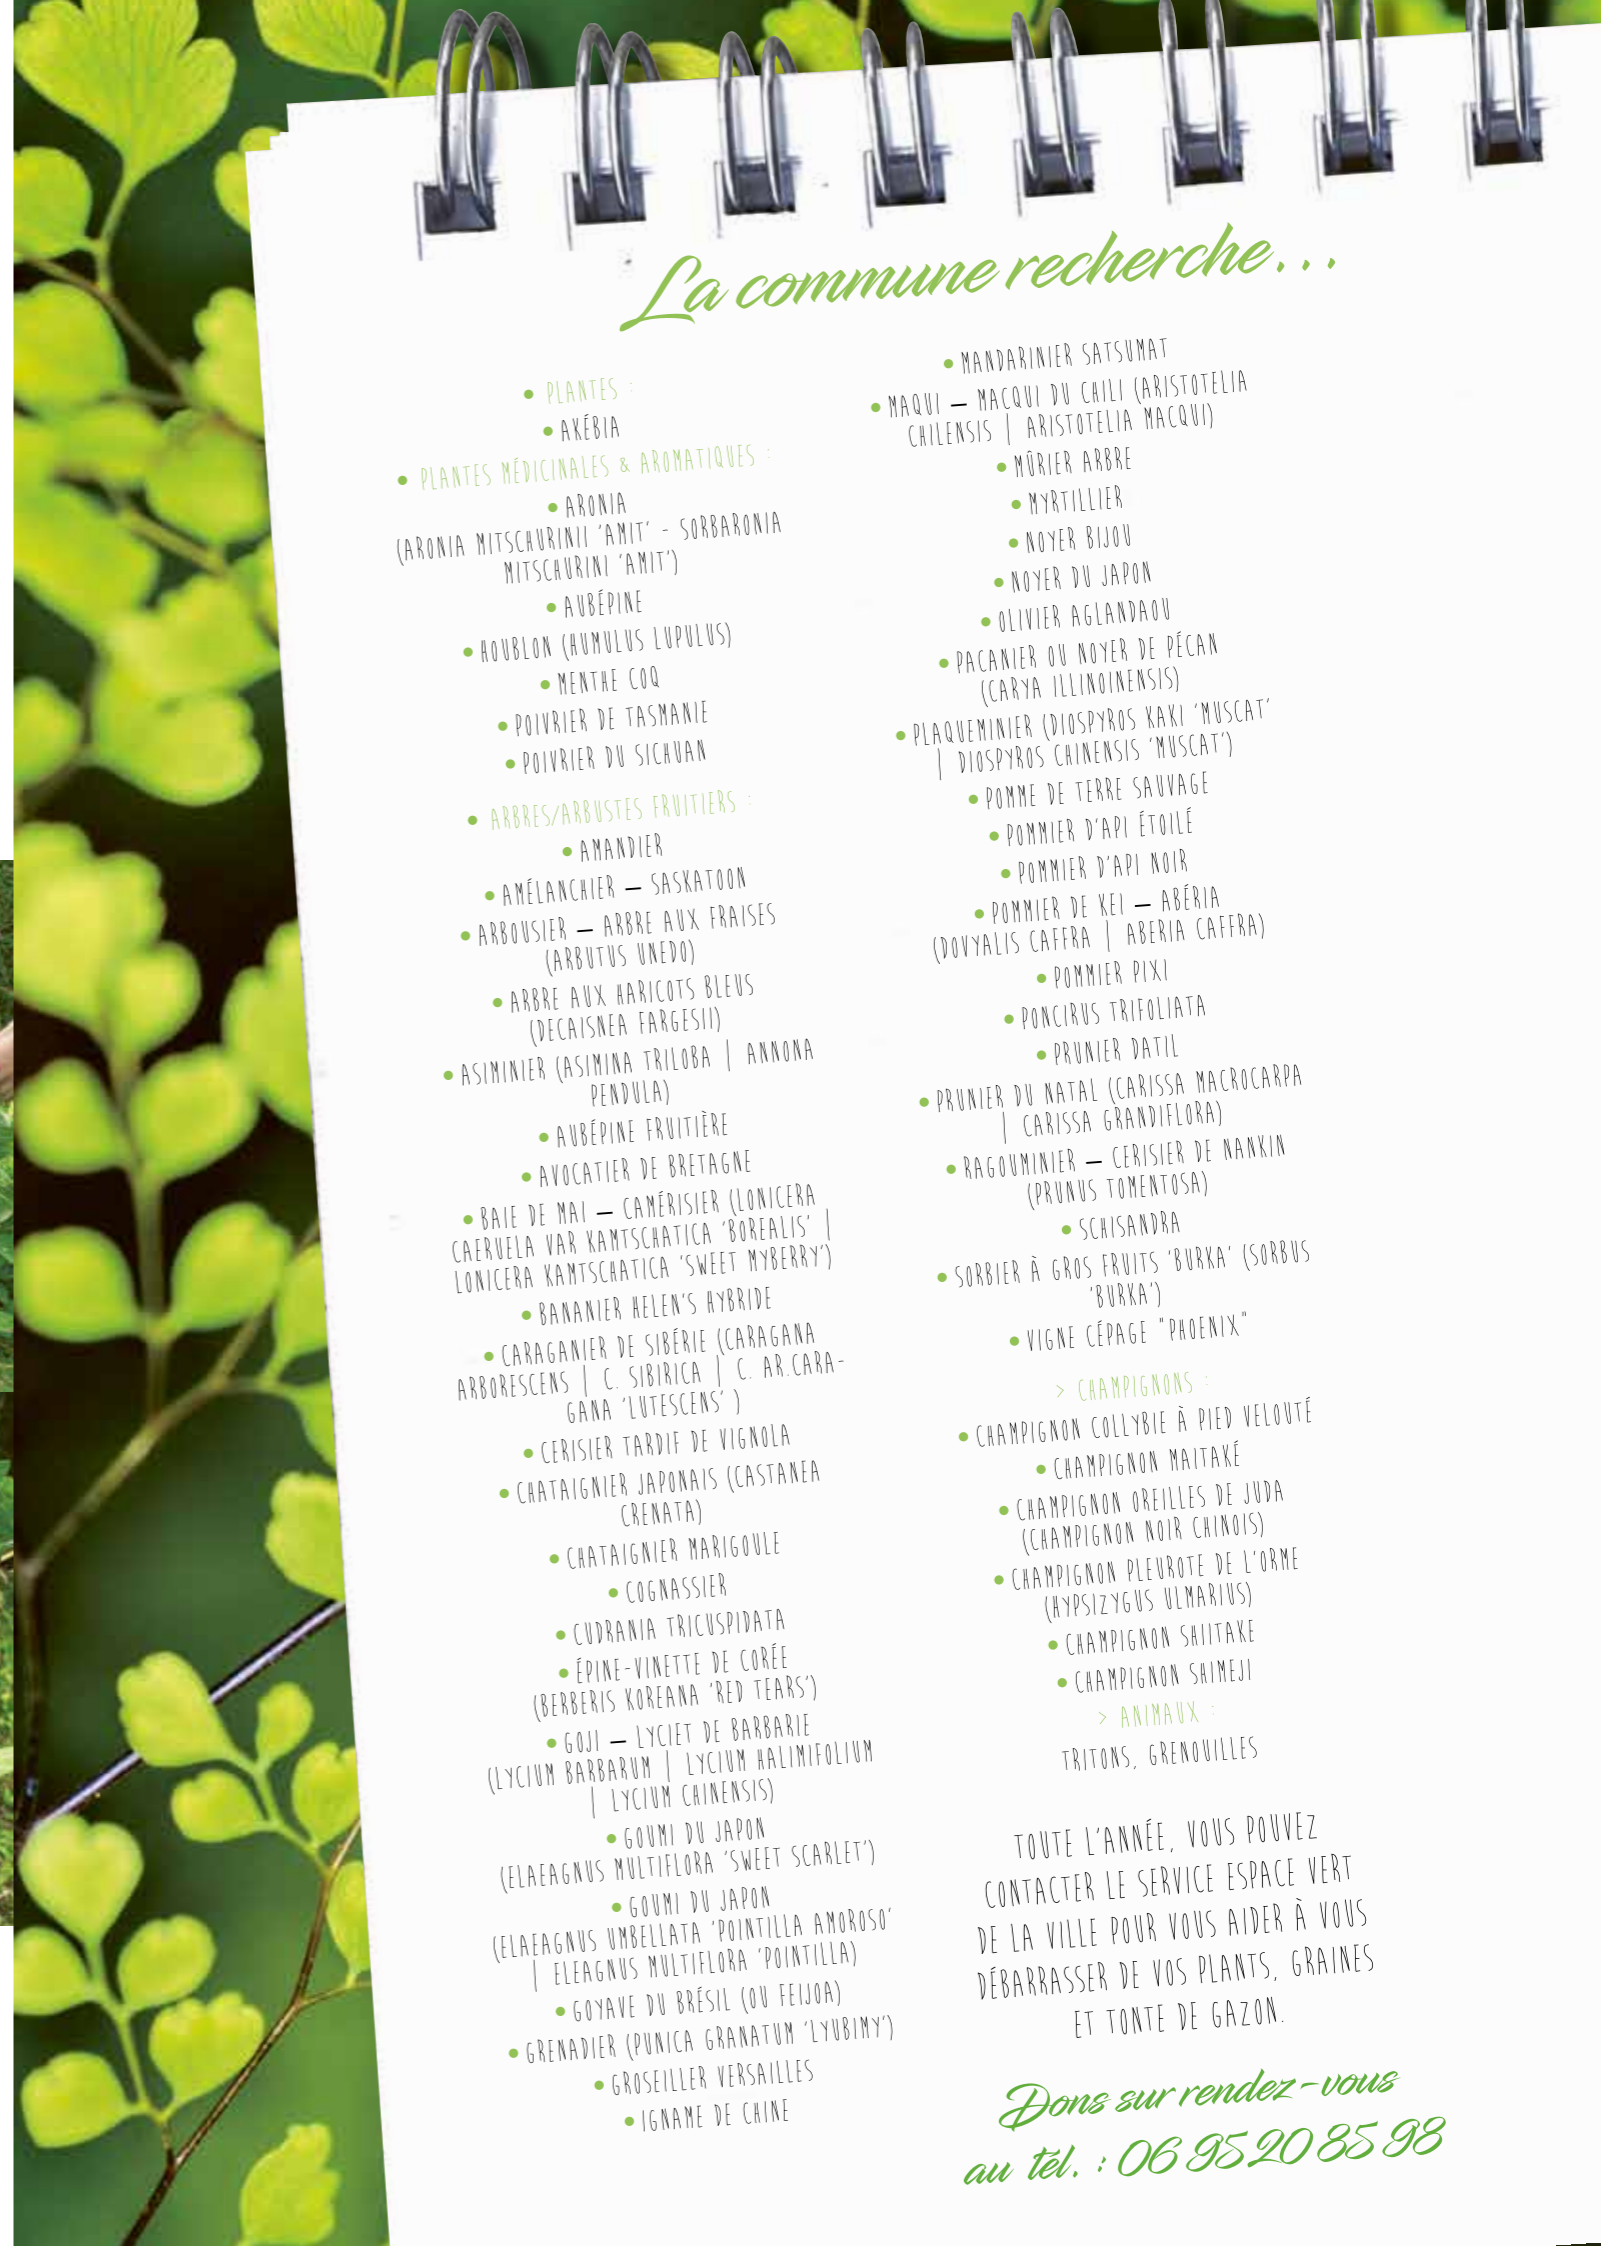 La commune recherche...
• PLANTES :
• AKÉBIA
• PLANTES MÉDICINALES & AROMATIQUES :
• ARONIA
(ARONIA MITSCHURINII 'AMIT' - SORBARONIA
MITSCHURINI 'AMIT')
• AUBÉPINE
• HOUBLON (HUMULUS LUPULUS)
• MENTHE COQ
• POIVRIER DE TASMANIE
• POIVRIER DU SICHUAN
• ARBRES/ARBUSTES FRUITIERS :
• AMANDIER
• AMÉLANCHIER – SASKATOON
• ARBOUSIER – ARBRE AUX FRAISES
(ARBUTUS UNEDO)
• ARBRE AUX HARICOTS BLEUS
(DECAISNEA FARGESII)
• ASIMINIER (ASIMINA TRILOBA | ANNONA
PENDULA)
• AUBÉPINE FRUITIÈRE
• AVOCATIER DE BRETAGNE
• BAIE DE MAI – CAMÉRISIER (LONICERA
CAERUELA VAR KAMTSCHATICA 'BOREALIS' |
LONICERA KAMTSCHATICA 'SWEET MYBERRY')
• BANANIER HELEN'S HYBRIDE
• CARAGANIER DE SIBÉRIE (CARAGANA
ARBORESCENS | C. SIBIRICA | C. AR.CARA-
GANA 'LUTESCENS' )
• CERISIER TARDIF DE VIGNOLA
• CHATAIGNIER JAPONAIS (CASTANEA
CRENATA)
• CHATAIGNIER MARIGOULE
• COGNASSIER
• CUDRANIA TRICUSPIDATA
• ÉPINE-VINETTE DE CORÉE
(BERBERIS KOREANA 'RED TEARS')
• GOJI – LYCIET DE BARBARIE
(LYCIUM BARBARUM | LYCIUM HALIMIFOLIUM
| LYCIUM CHINENSIS)
• GOUMI DU JAPON
(ELAEAGNUS MULTIFLORA 'SWEET SCARLET')
• GOUMI DU JAPON
(ELAEAGNUS UMBELLATA 'POINTILLA AMOROSO'
| ELEAGNUS MULTIFLORA 'POINTILLA)
• GOYAVE DU BRÉSIL (OU FEIJOA)
• GRENADIER (PUNICA GRANATUM 'LYUBIMY')
• GROSEILLER VERSAILLES
• IGNAME DE CHINE
• MANDARINIER SATSUMAT
• MAQUI – MACQUI DU CHILI (ARISTOTELIA
CHILENSIS | ARISTOTELIA MACQUI)
• MÛRIER ARBRE
• MYRTILLIER
• NOYER BIJOU
• NOYER DU JAPON
• OLIVIER AGLANDAOU
• PACANIER OU NOYER DE PÉCAN
(CARYA ILLINOINENSIS)
• PLAQUEMINIER (DIOSPYROS KAKI 'MUSCAT'
| DIOSPYROS CHINENSIS 'MUSCAT')
• POMME DE TERRE SAUVAGE
• POMMIER D'API ÉTOILÉ
• POMMIER D'API NOIR
• POMMIER DE KEI – ABÉRIA
(DOVYALIS CAFFRA | ABERIA CAFFRA)
• POMMIER PIXI
• PONCIRUS TRIFOLIATA
• PRUNIER DATIL
• PRUNIER DU NATAL (CARISSA MACROCARPA
| CARISSA GRANDIFLORA)
• RAGOUMINIER – CERISIER DE NANKIN
(PRUNUS TOMENTOSA)
• SCHISANDRA
• SORBIER À GROS FRUITS 'BURKA' (SORBUS
'BURKA')
• VIGNE CÉPAGE "PHOENIX"
> CHAMPIGNONS :
• CHAMPIGNON COLLYBIE À PIED VELOUTÉ
• CHAMPIGNON MAITAKÉ
• CHAMPIGNON OREILLES DE JUDA
(CHAMPIGNON NOIR CHINOIS)
• CHAMPIGNON PLEUROTE DE L'ORME
(HYPSIZYGUS ULMARIUS)
• CHAMPIGNON SHIITAKE
• CHAMPIGNON SHIMEJI
> ANIMAUX :
TRITONS, GRENOUILLES
TOUTE L'ANNÉE, VOUS POUVEZ
CONTACTER LE SERVICE ESPACE VERT
DE LA VILLE POUR VOUS AIDER À VOUS
DÉBARRASSER DE VOS PLANTS, GRAINES
ET TONTE DE GAZON.
Dons sur rendez-vous
au tél. : 06 95 20 85 98